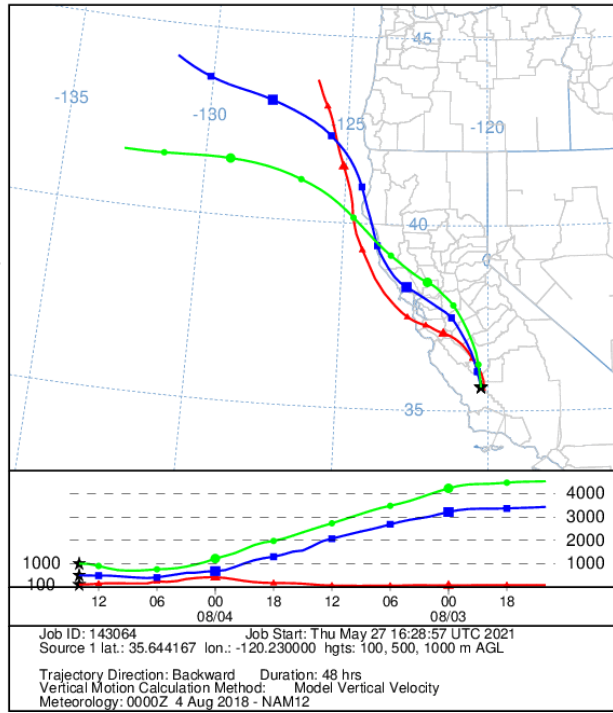 45
-135
-130
-125
-120
40
0
35
4000
3000
2000
1000
1000
100
12 06 00 18 12 06 00 18
08/04 08/03
Job ID: 143064 Job Start: Thu May 27 16:28:57 UTC 2021
Source 1 lat.: 35.644167 lon.: -120.230000 hgts: 100, 500, 1000 m AGL
Trajectory Direction: Backward Duration: 48 hrs
Vertical Motion Calculation Method: Model Vertical Velocity
Meteorology: 0000Z 4 Aug 2018 - NAM12